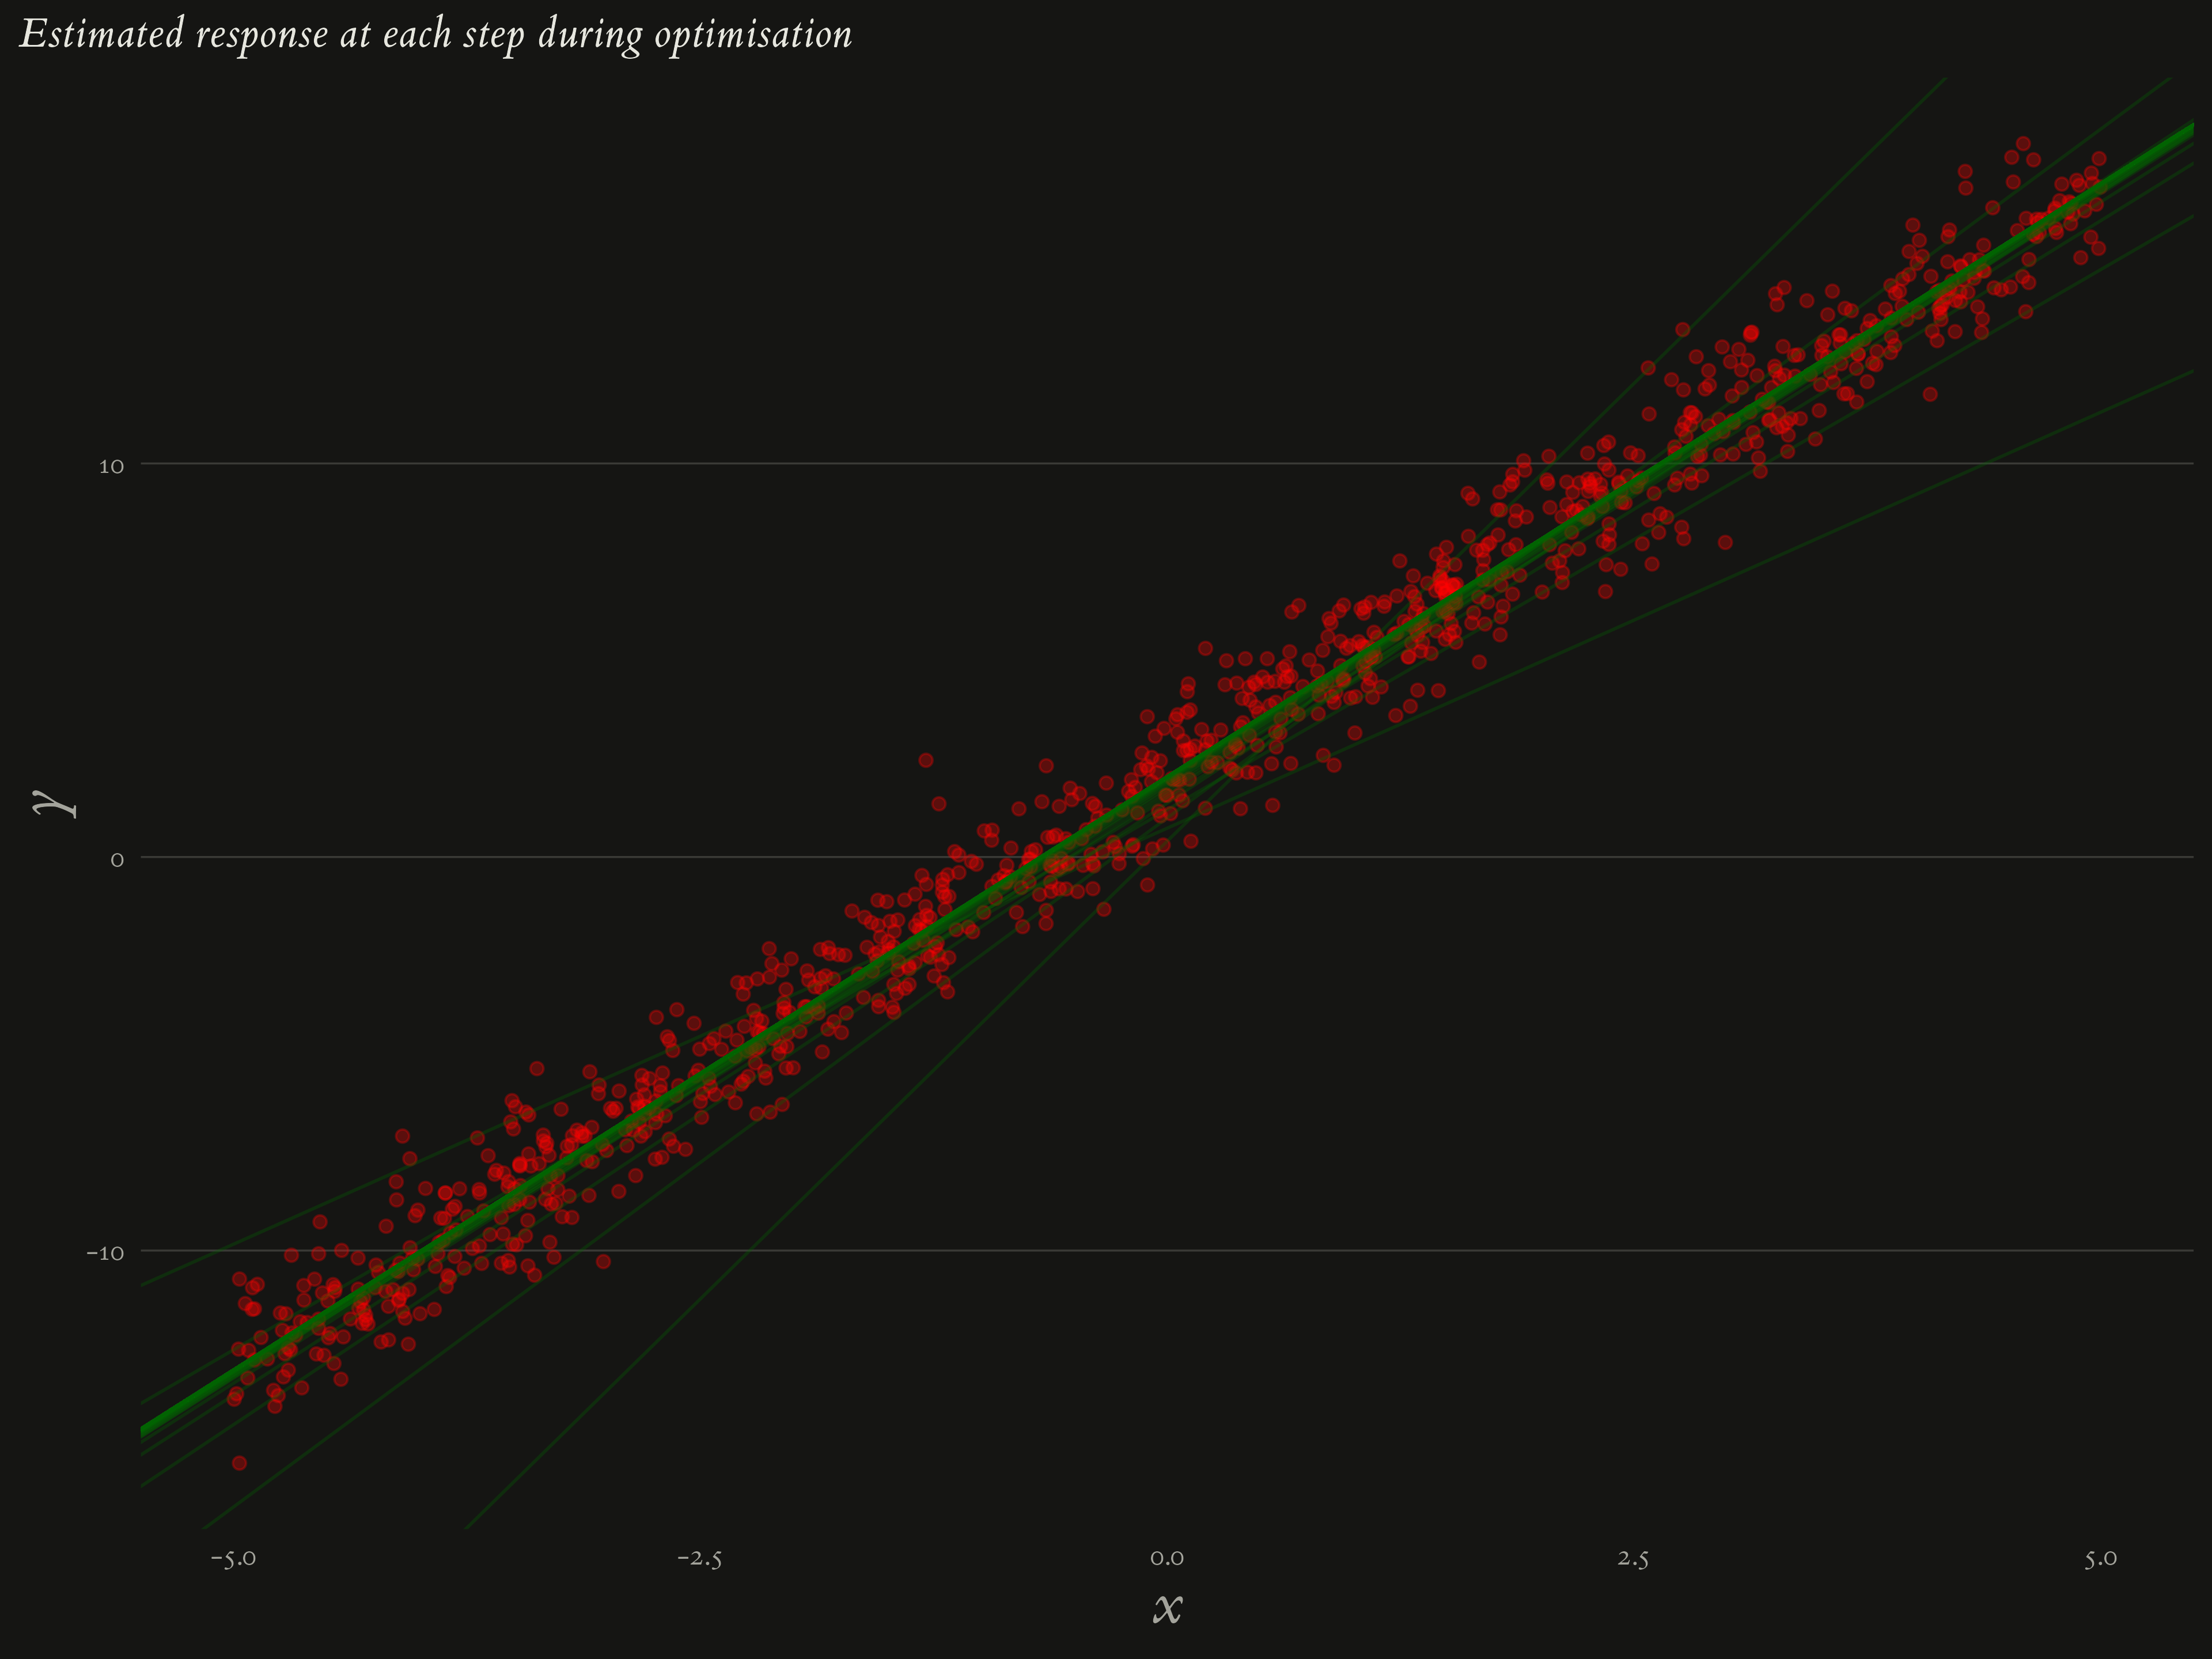 Estimated response at each step during optimisation
10
0
-10
y
-5.0
-2.5
0.0
2.5
5.0
x